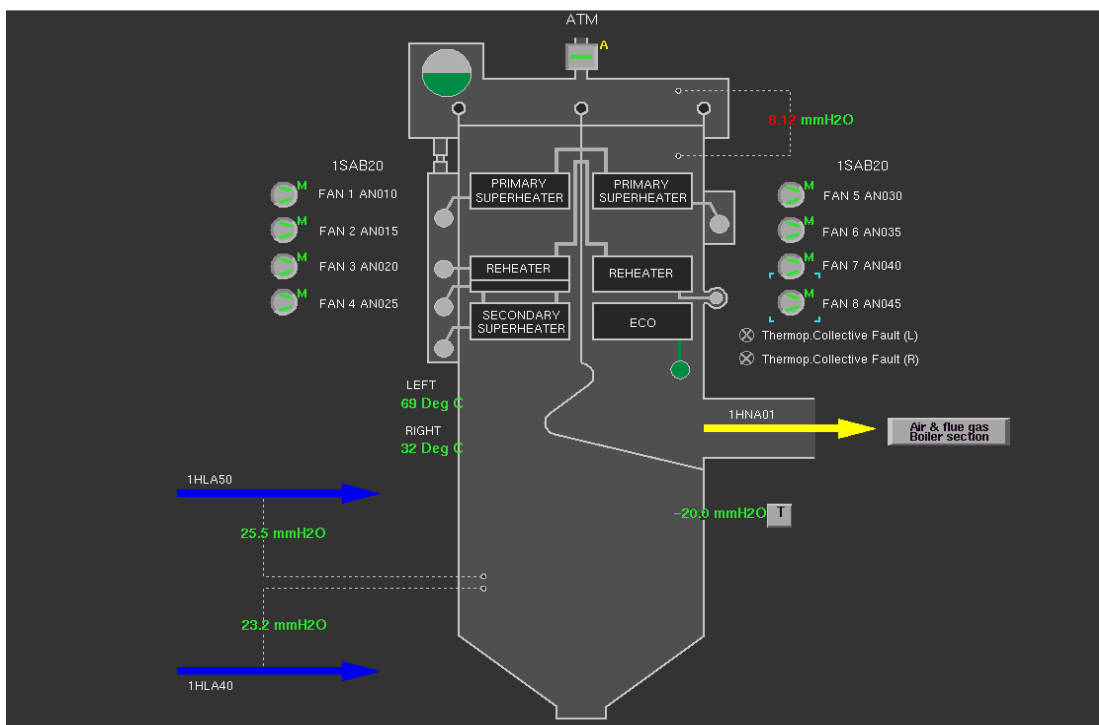 ATM
A
8.12 mmH2O
1SAB20
M
FAN 1 AN010
M
FAN 2 AN015
M
FAN 3 AN020
M
FAN 4 AN025
PRIMARY
SUPERHEATER
PRIMARY
SUPERHEATER
REHEATER
REHEATER
SECONDARY
SUPERHEATER
ECO
1SAB20
M
FAN 5 AN030
M
FAN 6 AN035
M
FAN 7 AN040
M
FAN 8 AN045
Thermop.Collective Fault (L)
Thermop.Collective Fault (R)
LEFT
69 Deg C
RIGHT
32 Deg C
1HNA01
Air & flue gas
Boiler section
1HLA50
25.5 mmH2O
-20.0 mmH2O
T
23.2 mmH2O
1HLA40